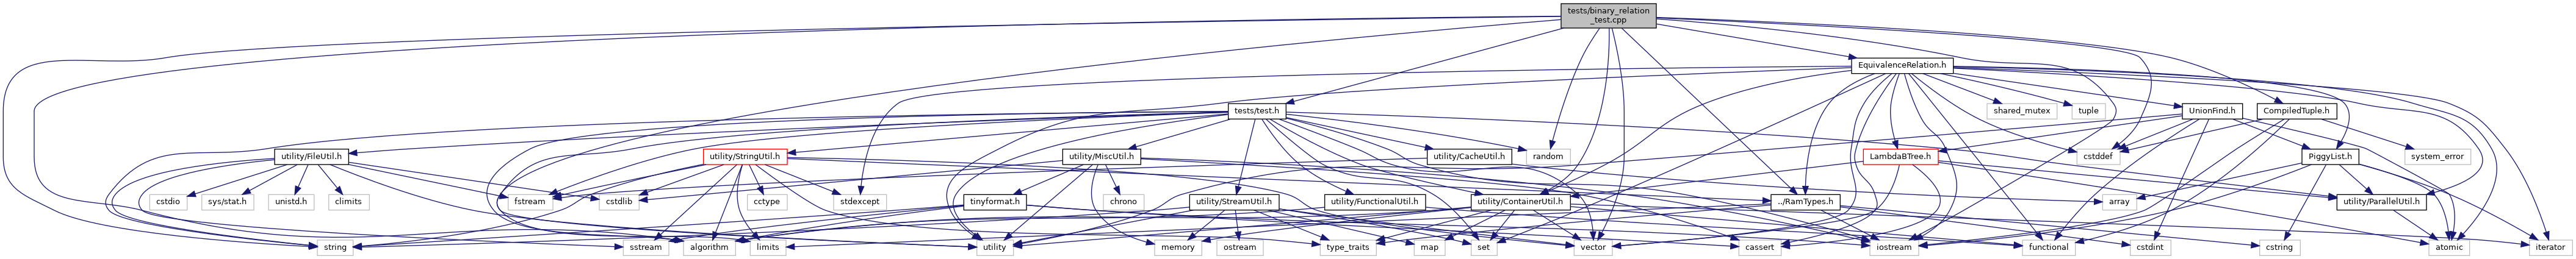 tests/binary_relation
_test.cpp
EquivalenceRelation.h
tests/test.h
shared_mutex
tuple
UnionFind.h
CompiledTuple.h
utility/FileUtil.h
utility/StringUtil.h
utility/MiscUtil.h
utility/CacheUtil.h
random
LambdaBTree.h
cstddef
PiggyList.h
system_error
cstdio
sys/stat.h
unistd.h
climits
fstream
cstdlib
cctype
stdexcept
tinyformat.h
chrono
utility/StreamUtil.h
utility/FunctionalUtil.h
utility/ContainerUtil.h
../RamTypes.h
array
utility/ParallelUtil.h
string
sstream
algorithm
limits
utility
memory
ostream
type_traits
map
set
vector
cassert
iostream
functional
cstdint
cstring
atomic
iterator